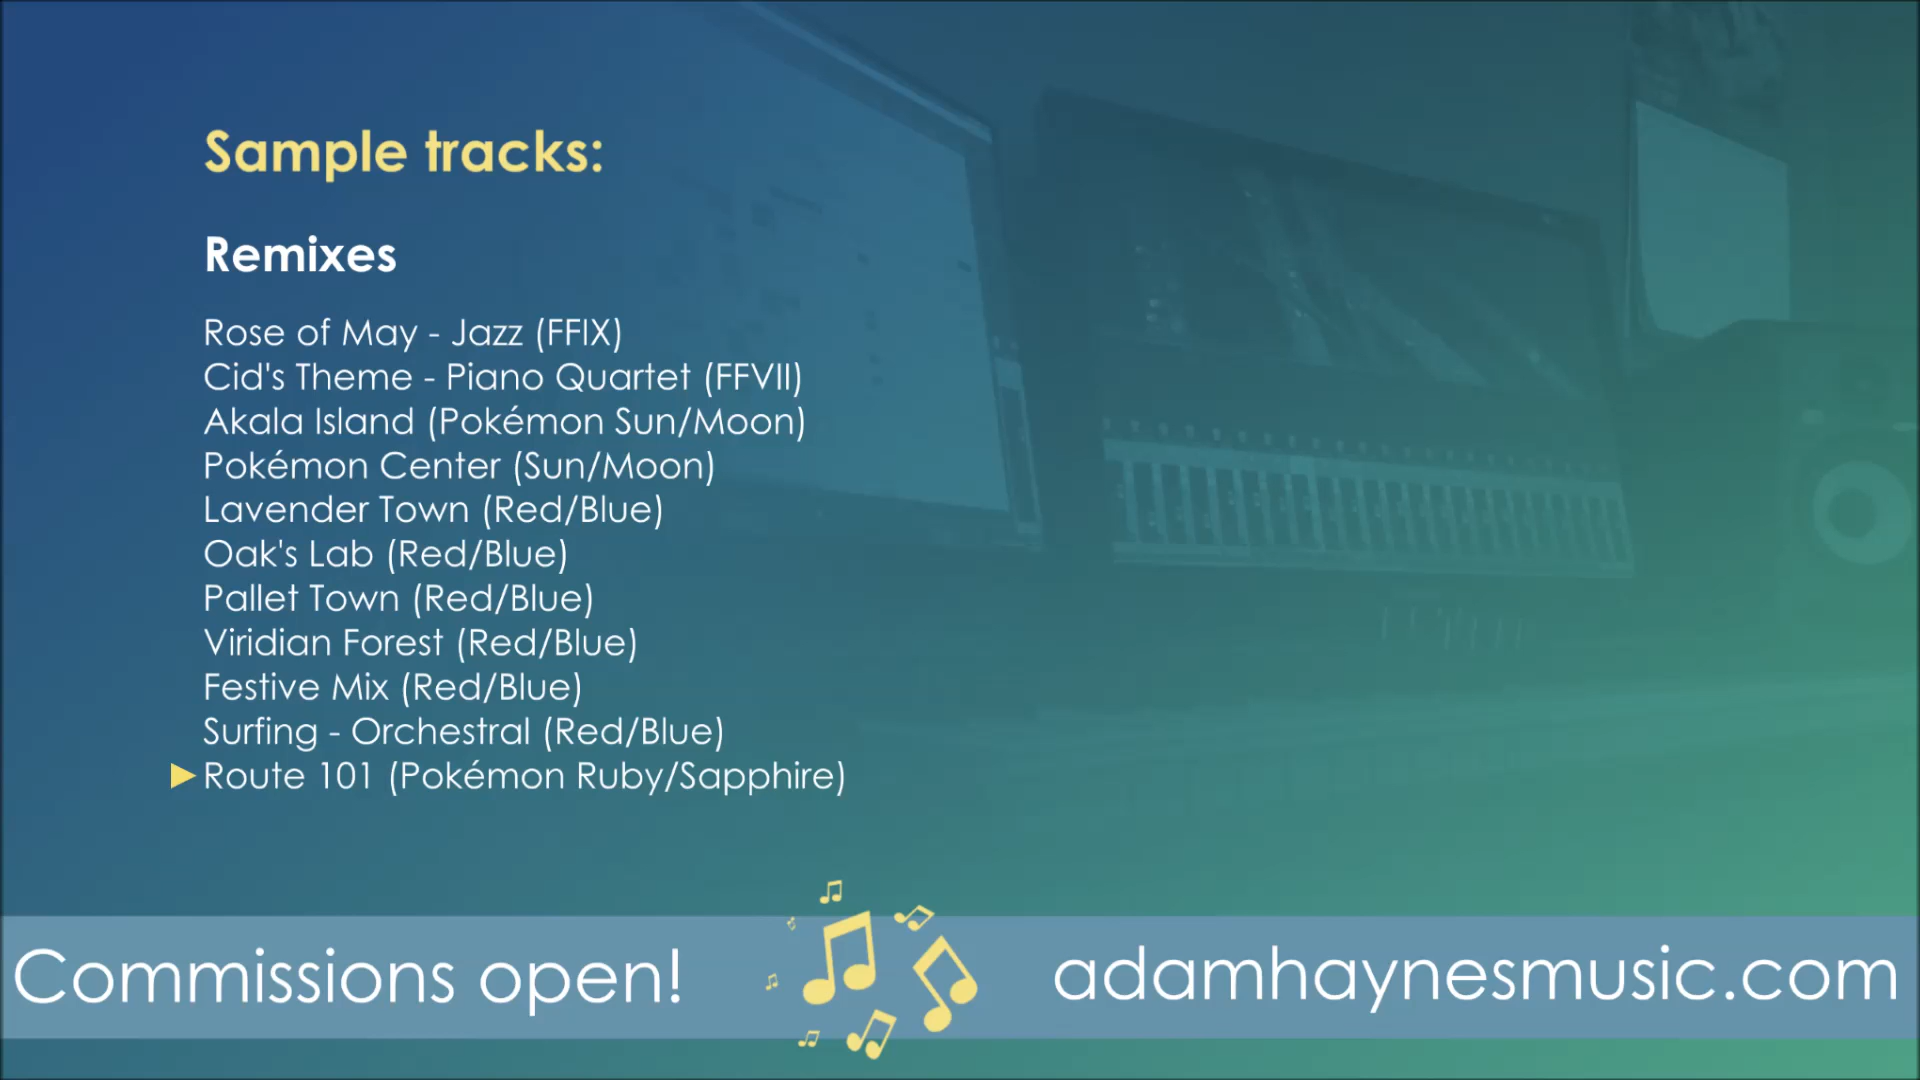 Sample tracks:
Remixes
Rose of May - Jazz (FFIX)
Cid's Theme - Piano Quartet (FFVII)
Akala Island (Pokémon Sun/Moon)
Pokémon Center (Sun/Moon)
Lavender Town (Red/Blue)
Oak's Lab (Red/Blue)
Pallet Town (Red/Blue)
Viridian Forest (Red/Blue)
Festive Mix (Red/Blue)
Surfing - Orchestral (Red/Blue)
Route 101 (Pokémon Ruby/Sapphire)
Commissions open!
adamhaynesmusic.com